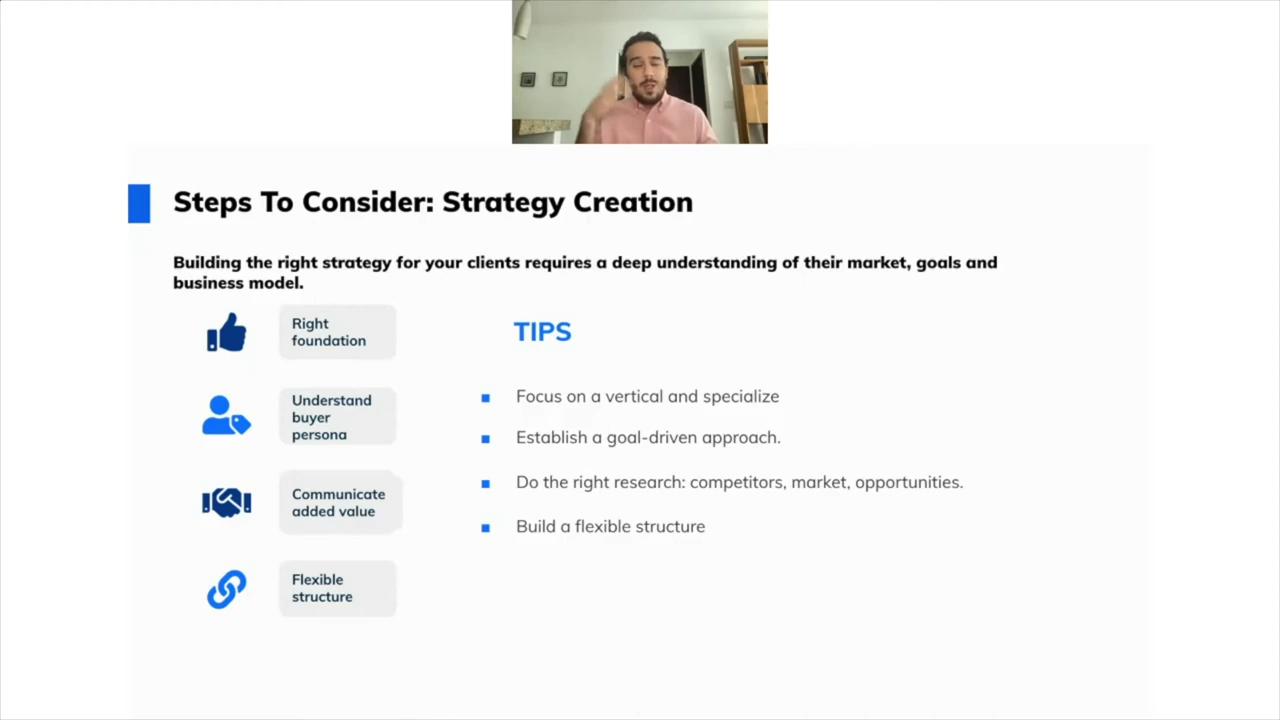 Steps To Consider: Strategy Creation
Building the right strategy for your clients requires a deep understanding of their market, goals and
business model.
Right
foundation
Understand
buyer
persona
Communicate
added value
Flexible
structure
TIPS
Focus on a vertical and specialize
Establish a goal-driven approach.
Do the right research: competitors, market, opportunities.
Build a flexible structure